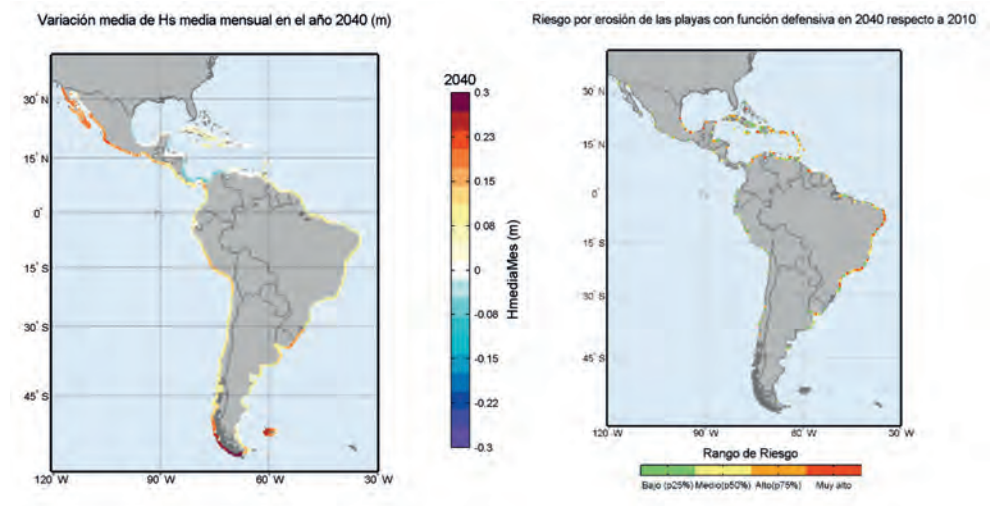 Variación media de Hs media mensual en el año 2040 (m)
30° N
15° N
0°
15° S
30° S
45° S
120° W
90° W
60° W
30° W
2040
0.3
0.23
0.15
0.08
0
-0.08
-0.15
-0.22
-0.3
HmediaMes (m)
Riesgo por erosión de las playas con función defensiva en 2040 respecto a 2010
30° N
15° N
0°
15° S
30° S
45° S
120 W
90 W
60 W
30 W
Rango de Riesgo
Bajo (p25%) Medio(p50%) Alto(p75%) Muy alto